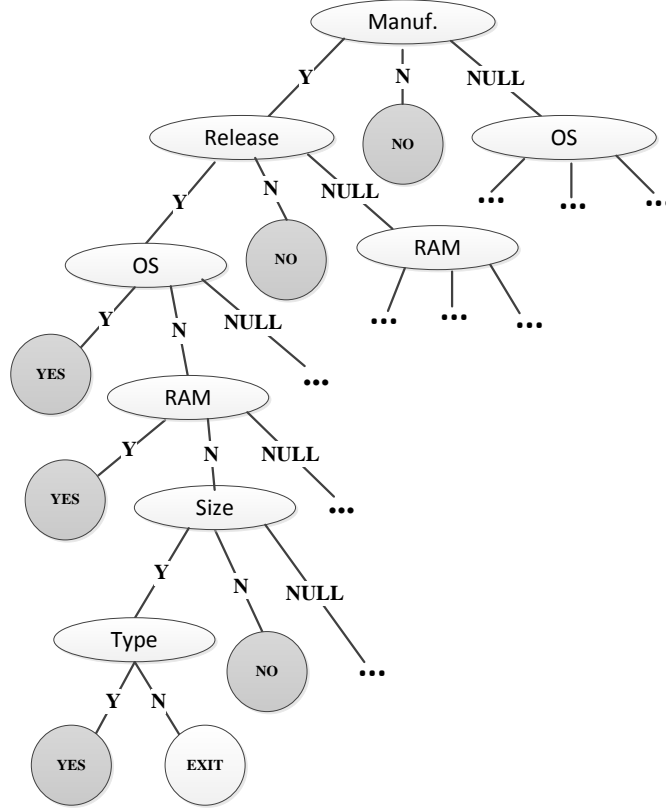 Manuf.
Y
N
NULL
Release
NO
OS
Y
N
NULL
... ... ...
OS
NO
RAM
Y
N
NULL
... ... ...
YES
RAM
...
Y
N
NULL
YES
Size
...
Y
N
NULL
Type
NO
...
Y
N
YES
EXIT